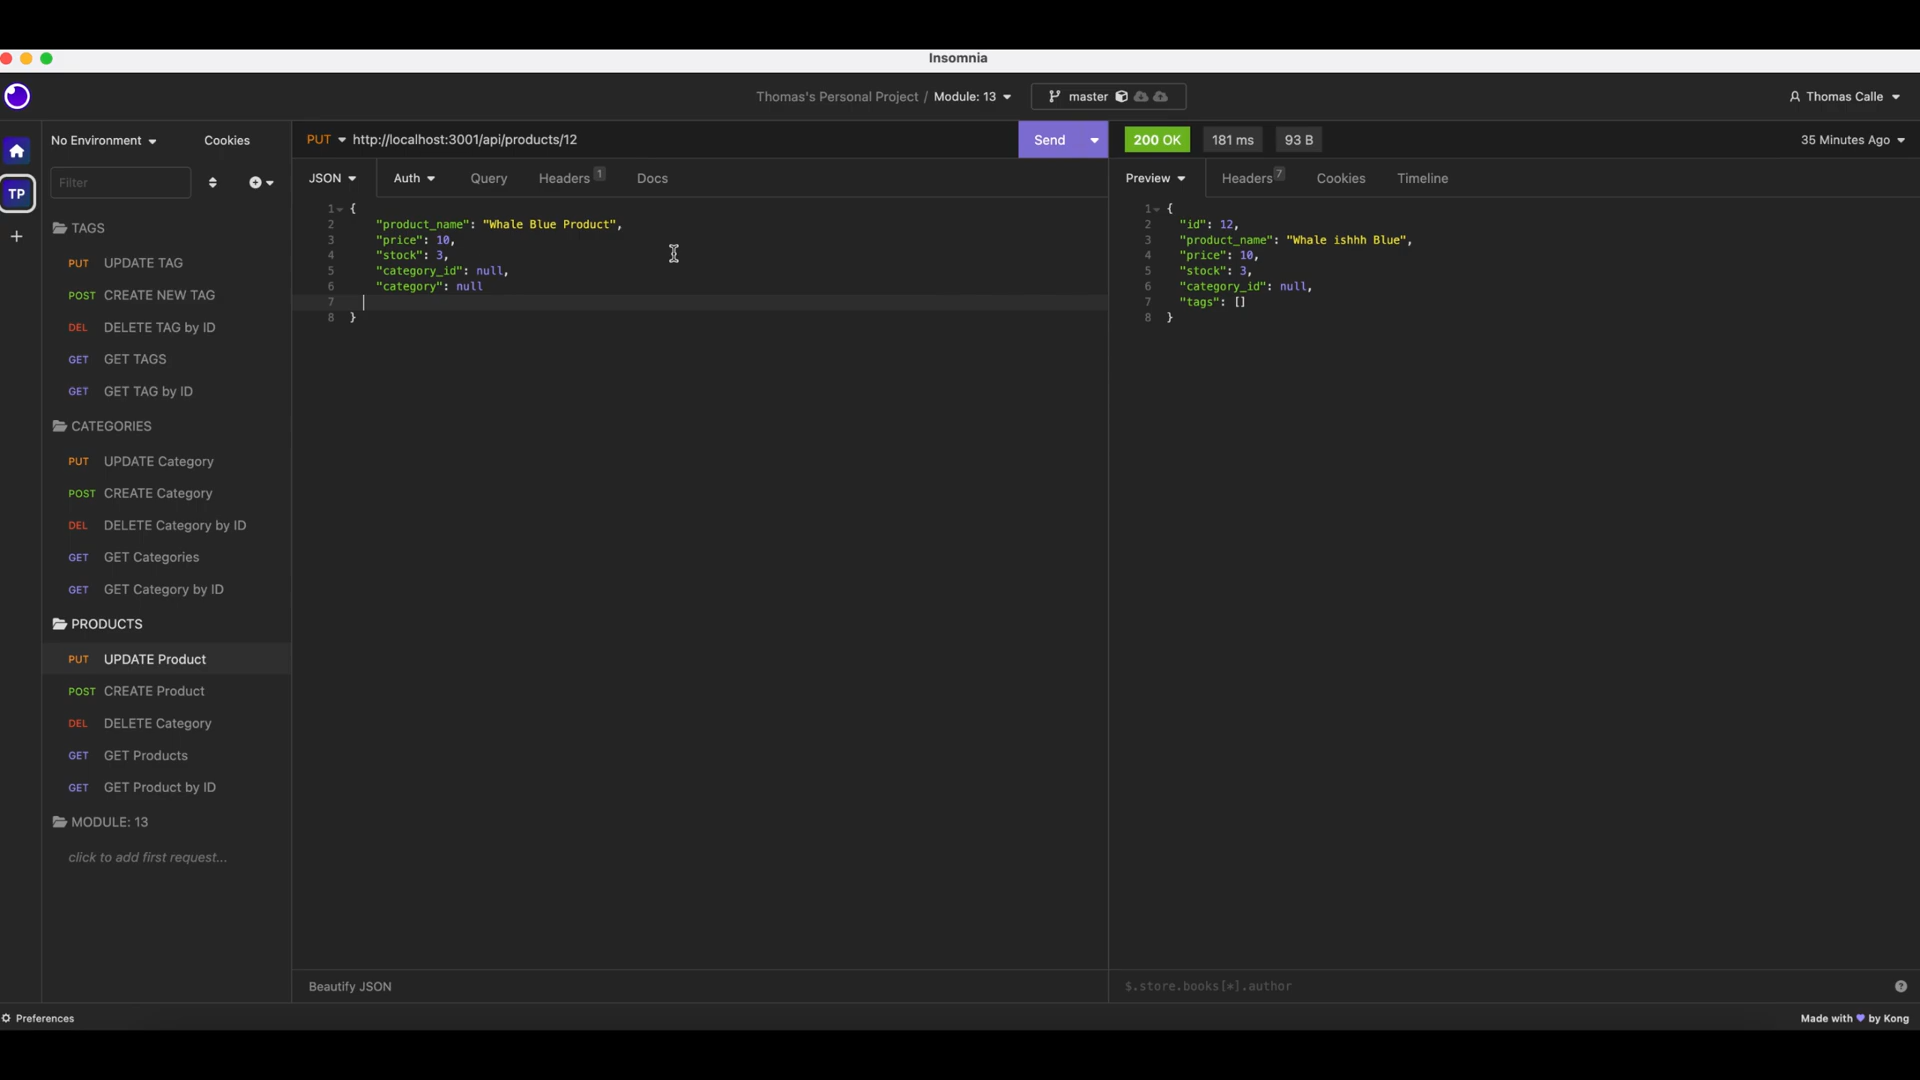 Insomnia
Thomas's Personal Project / Module: 13
master
Thomas Calle
No Environment
Cookies
PUT http://localhost:3001/api/products/12
Send
200 OK
181 ms
93 B
35 Minutes Ago
TP
Filter
JSON
Auth
Query
Headers 1
Docs
Preview
Headers 7
Cookies
Timeline
TAGS
PUT UPDATE TAG
POST CREATE NEW TAG
DEL DELETE TAG by ID
GET GET TAGS
GET GET TAG by ID
CATEGORIES
PUT UPDATE Category
POST CREATE Category
DEL DELETE Category by ID
GET GET Categories
GET GET Category by ID
PRODUCTS
PUT UPDATE Product
POST CREATE Product
DEL DELETE Category
GET GET Products
GET GET Product by ID
MODULE: 13
click to add first request...
1 {
2 "product_name": "Whale Blue Product",
3 "price": 10,
4 "stock": 3,
5 "category_id": null,
6 "category": null
7
8 }
1 {
2 "id": 12,
3 "product_name": "Whale ishhh Blue",
4 "price": 10,
5 "stock": 3,
6 "category_id": null,
7 "tags": []
8 }
Beautify JSON
$.store.books[*].author
?
Preferences
Made with 💜 by Kong